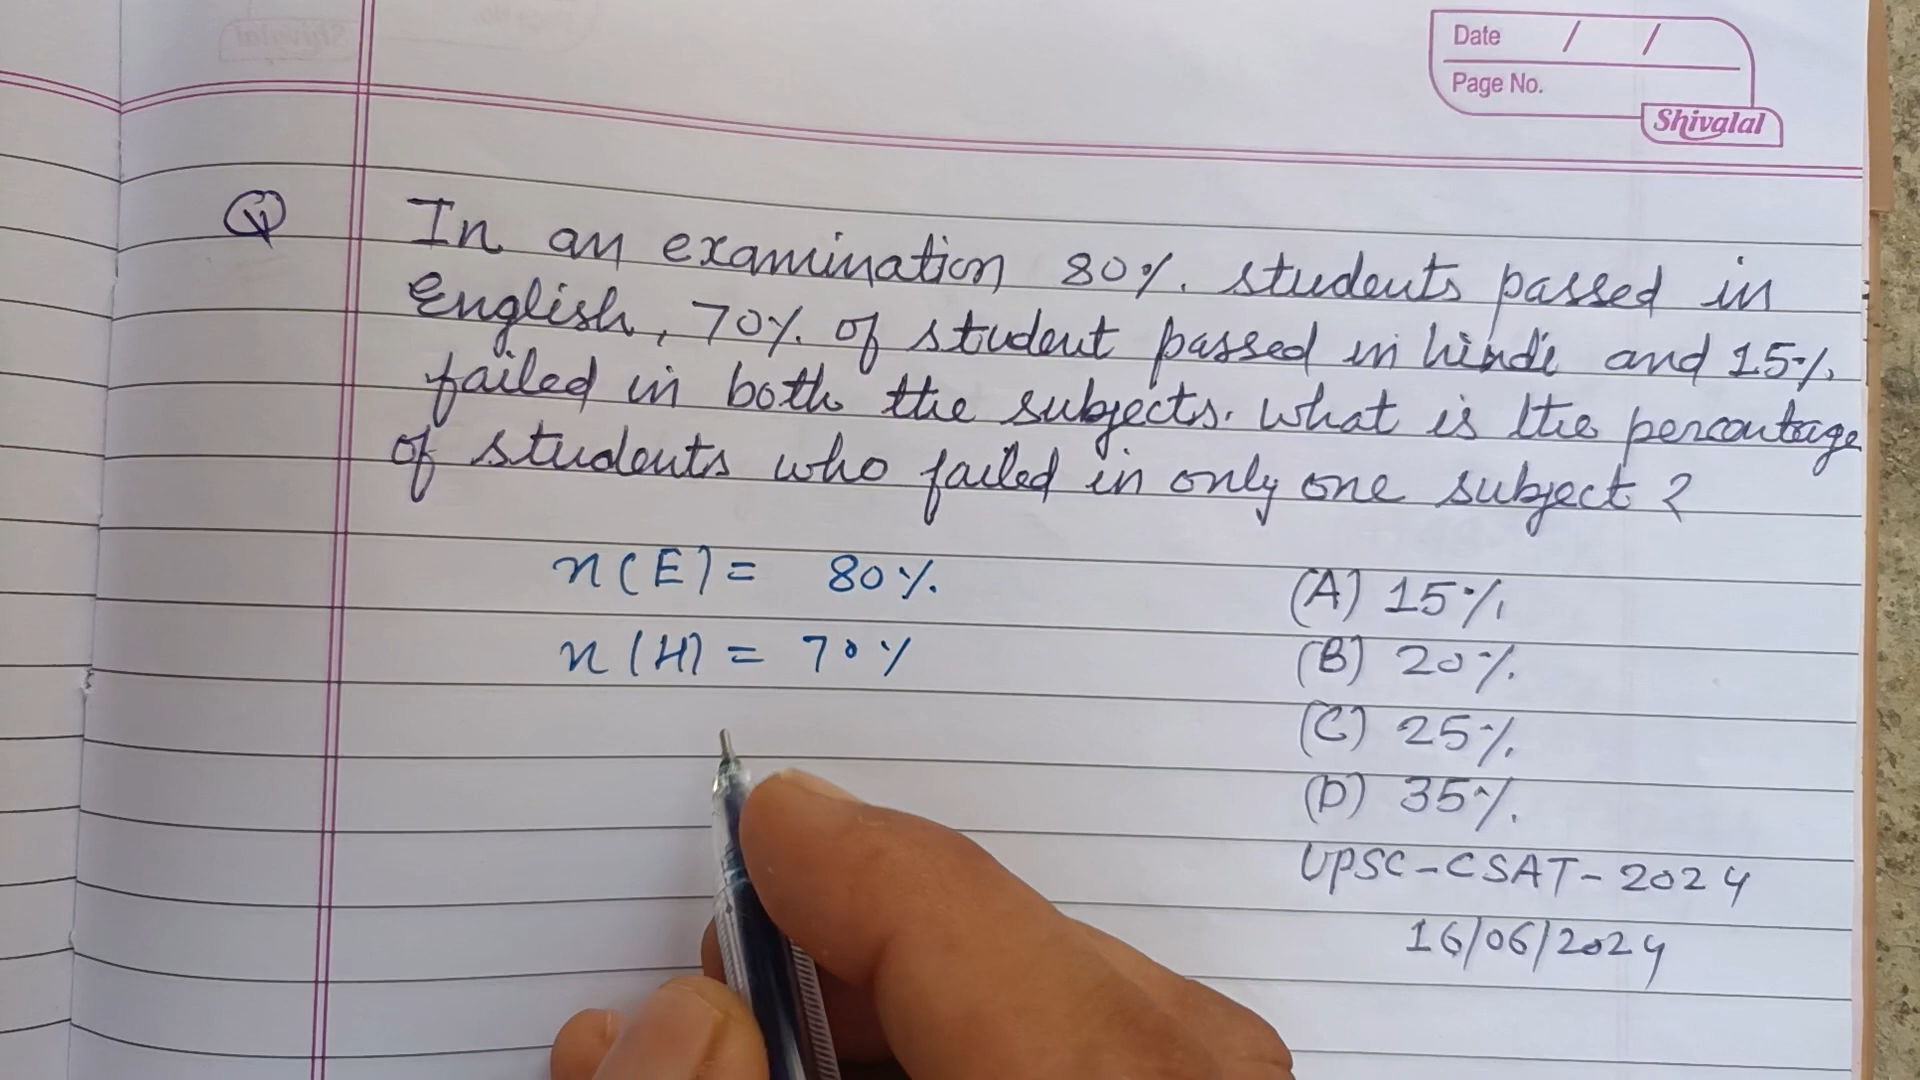 Date / /
Page No.
Shivalal
Q In an examination 80%. students passed in
English, 70%. of student passed in hindi and 15%.
failed in both the subjects. What is the percentage
of students who failed in only one subject ?
n(E) = 80%.
n(H) = 70%
(A) 15%.
(B) 20%.
(C) 25%.
(D) 35%.
UPSC-CSAT-2024
16/06/2024